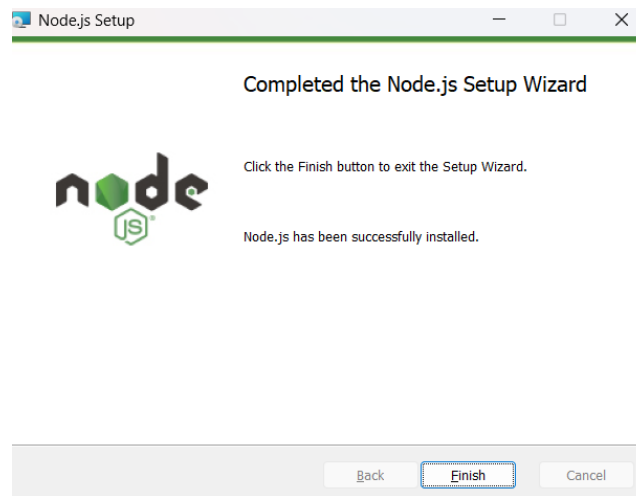 Node.js Setup
Completed the Node.js Setup Wizard
Click the Finish button to exit the Setup Wizard.
node
JS
Node.js has been successfully installed.
Back Finish Cancel